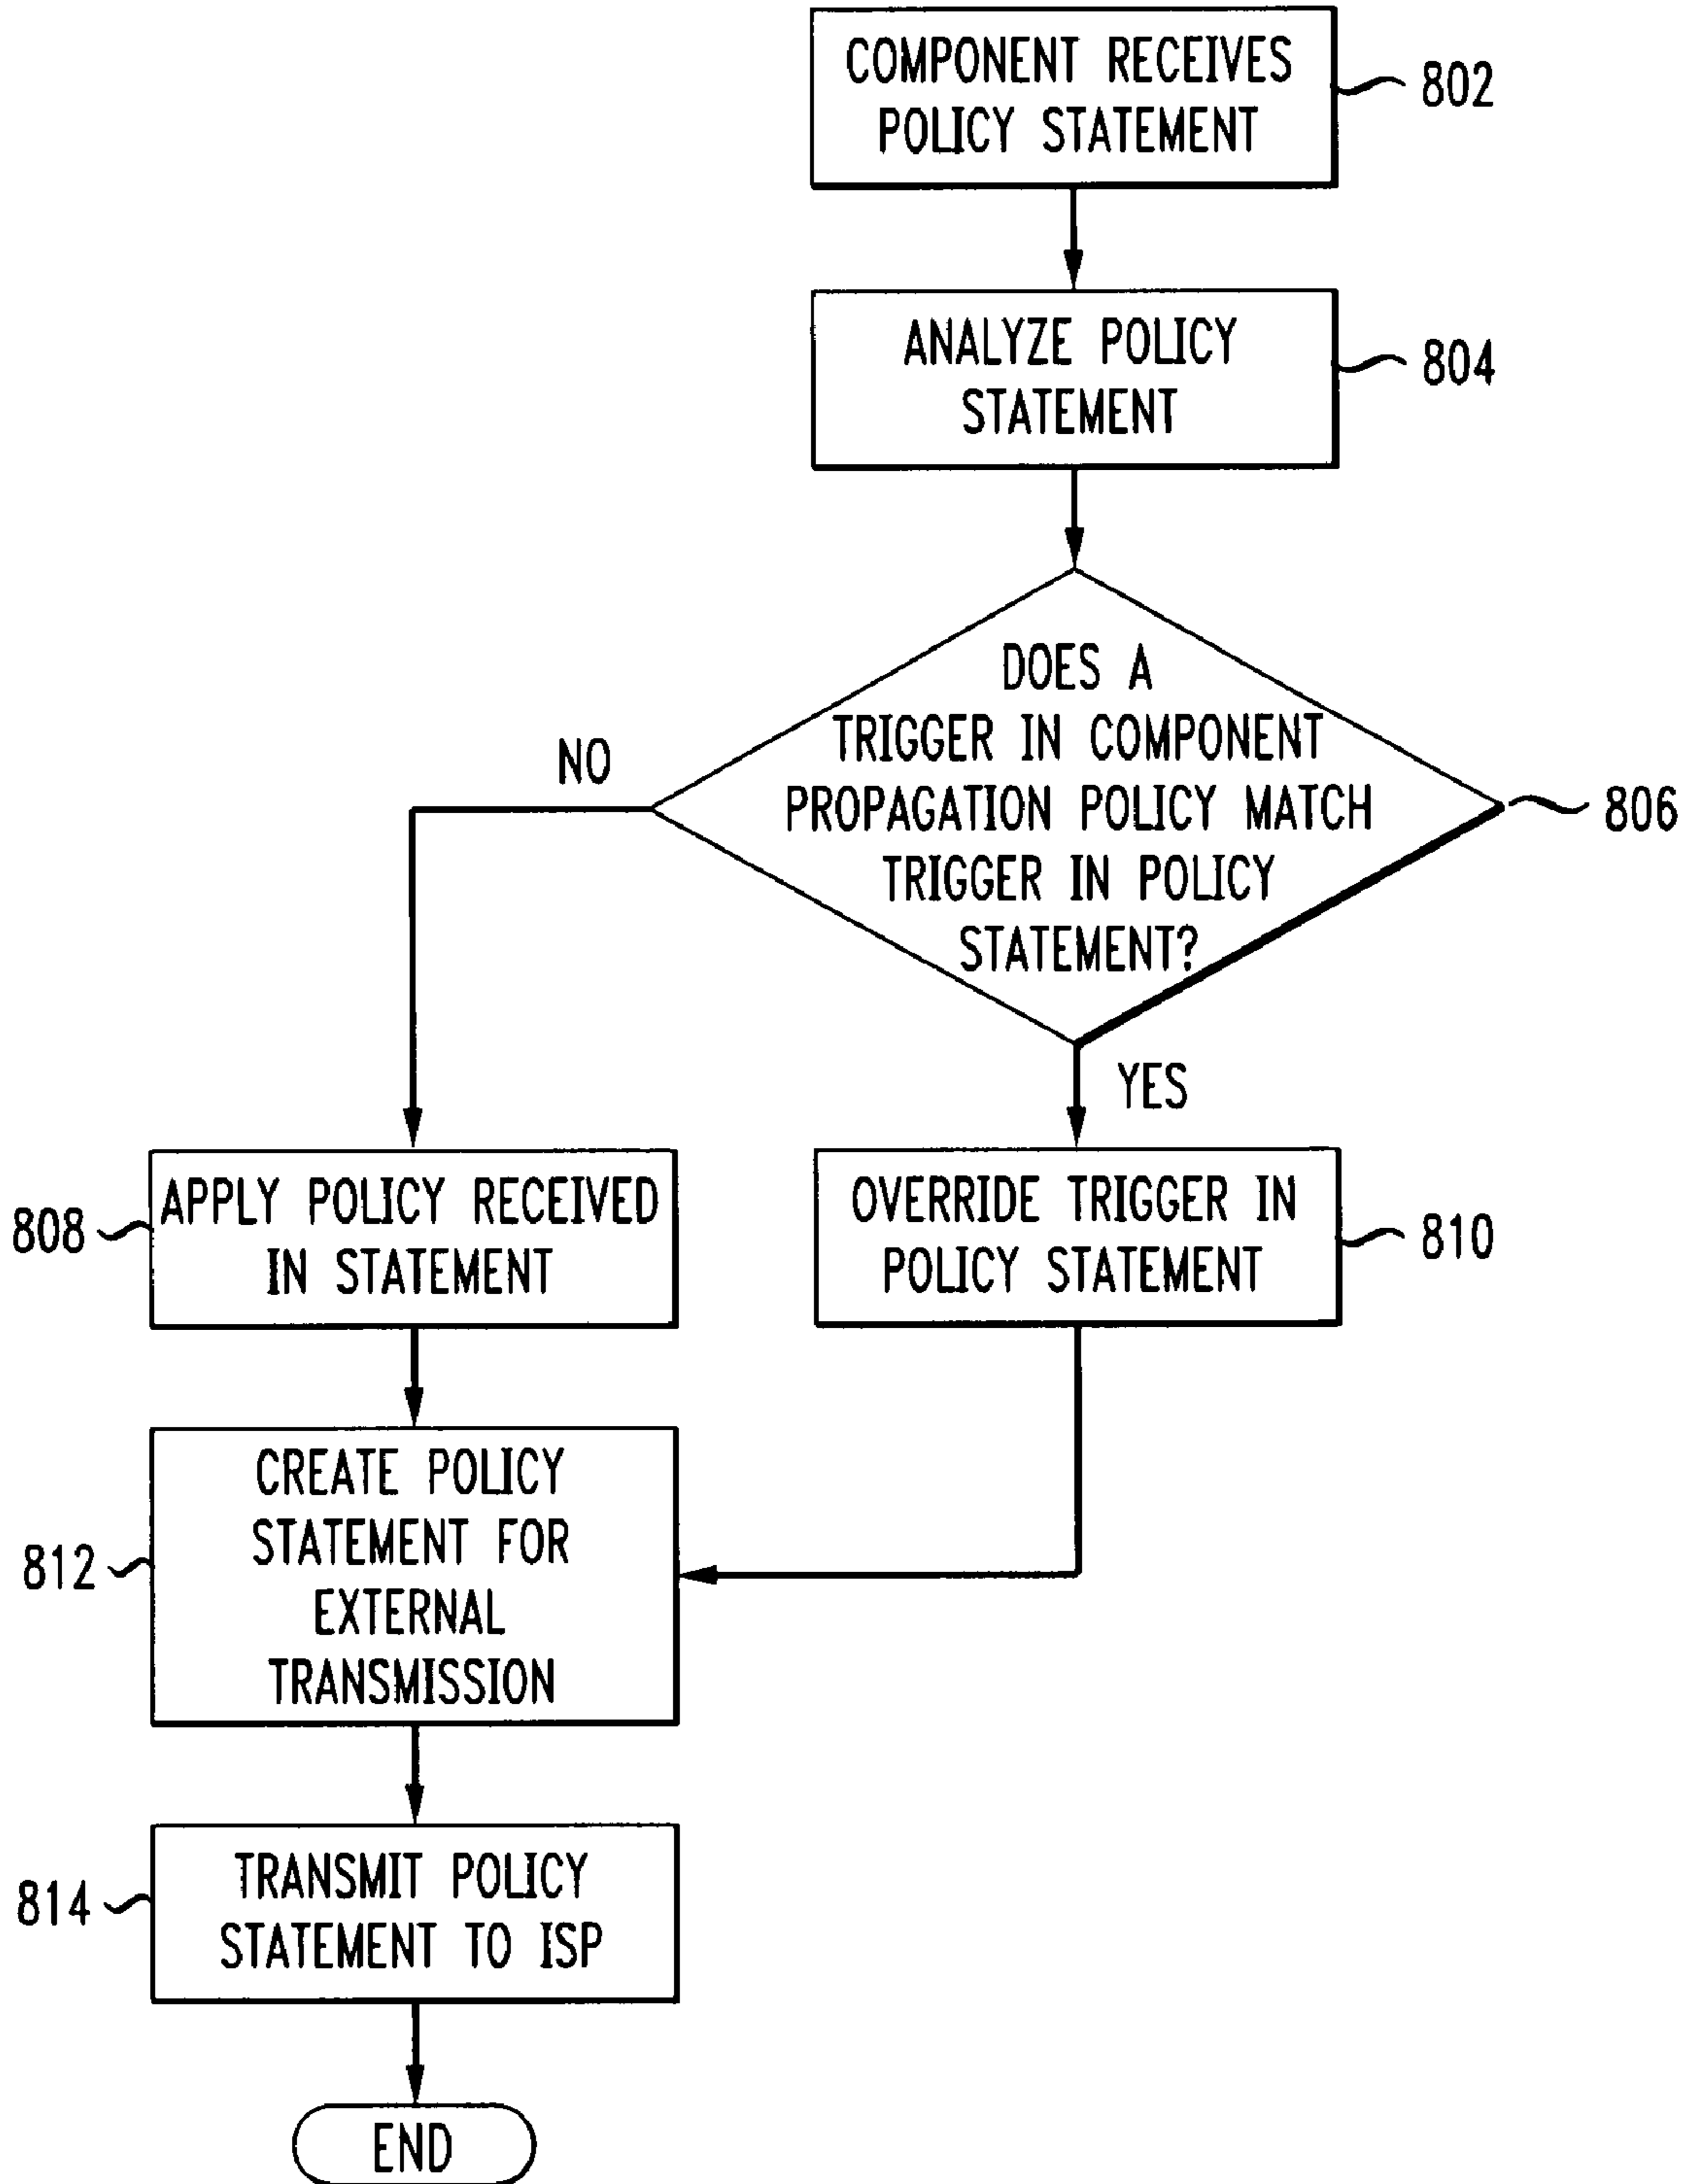 COMPONENT RECEIVES
POLICY STATEMENT
802
ANALYZE POLICY
STATEMENT
804
DOES A
TRIGGER IN COMPONENT
PROPAGATION POLICY MATCH
TRIGGER IN POLICY
STATEMENT?
806
NO
YES
808
APPLY POLICY RECEIVED
IN STATEMENT
OVERRIDE TRIGGER IN
POLICY STATEMENT
810
812
CREATE POLICY
STATEMENT FOR
EXTERNAL
TRANSMISSION
814
TRANSMIT POLICY
STATEMENT TO ISP
END